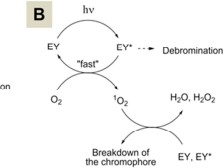 B
hν
EY
EY*
Debromination
"fast"
on
O₂
¹O₂
H₂O, H₂O₂
Breakdown of
the chromophore
EY, EY*